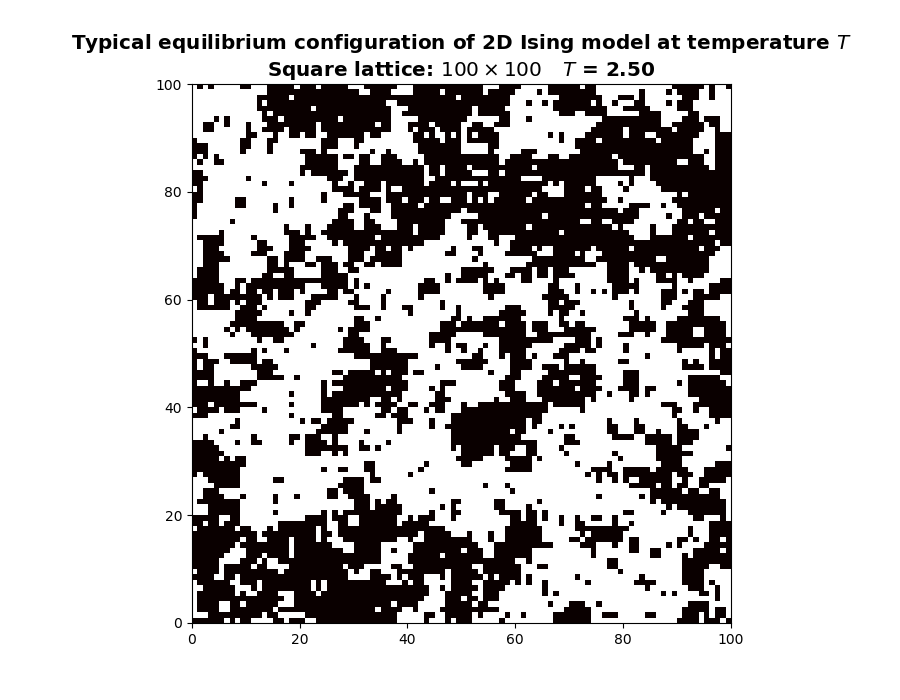 Typical equilibrium configuration of 2D Ising model at temperature T
Square lattice: 100 × 100 T = 2.50
100
80
60
40
20
0
0 20 40 60 80 100